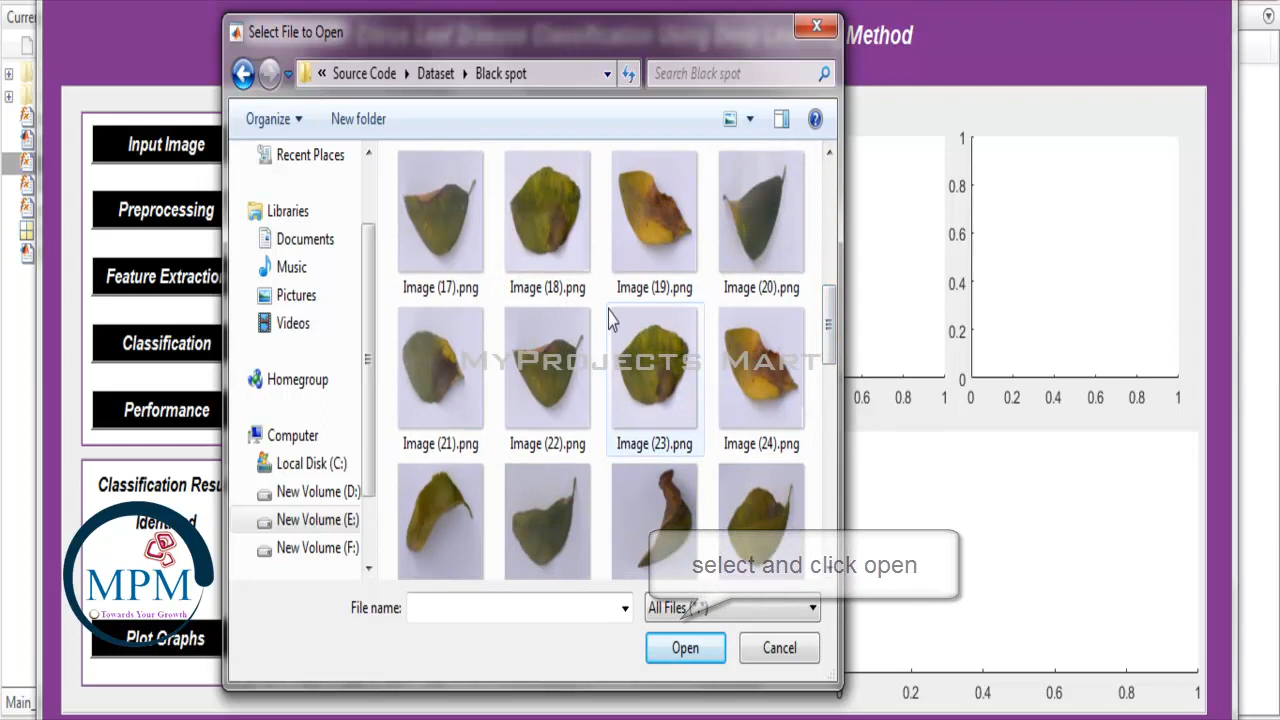 Curre
Select File to Open
Method
Source Code
Dataset
Black spot
Search Black spot
Organize
New folder
Input Image
Preprocessing
Feature Extraction
Classification
Performance
Recent Places
Libraries
Documents
Music
Pictures
Videos
Homegroup
Computer
Local Disk (C:)
New Volume (D:)
New Volume (E:)
New Volume (F:)
Image (17).png
Image (18).png
Image (19).png
Image (20).png
MyProjects Mart
Image (21).png
Image (22).png
Image (23).png
Image (24).png
1
0.8
0.6
0.4
0.2
0
0.6 0.8 1
0 0.2 0.4 0.6 0.8 1
Classification Resu
MPM
Towards Your Growth
Plot Graphs
select and click open
File name:
All Files (*.*)
Open
Cancel
0 0.2 0.4 0.6 0.8 1
Main_